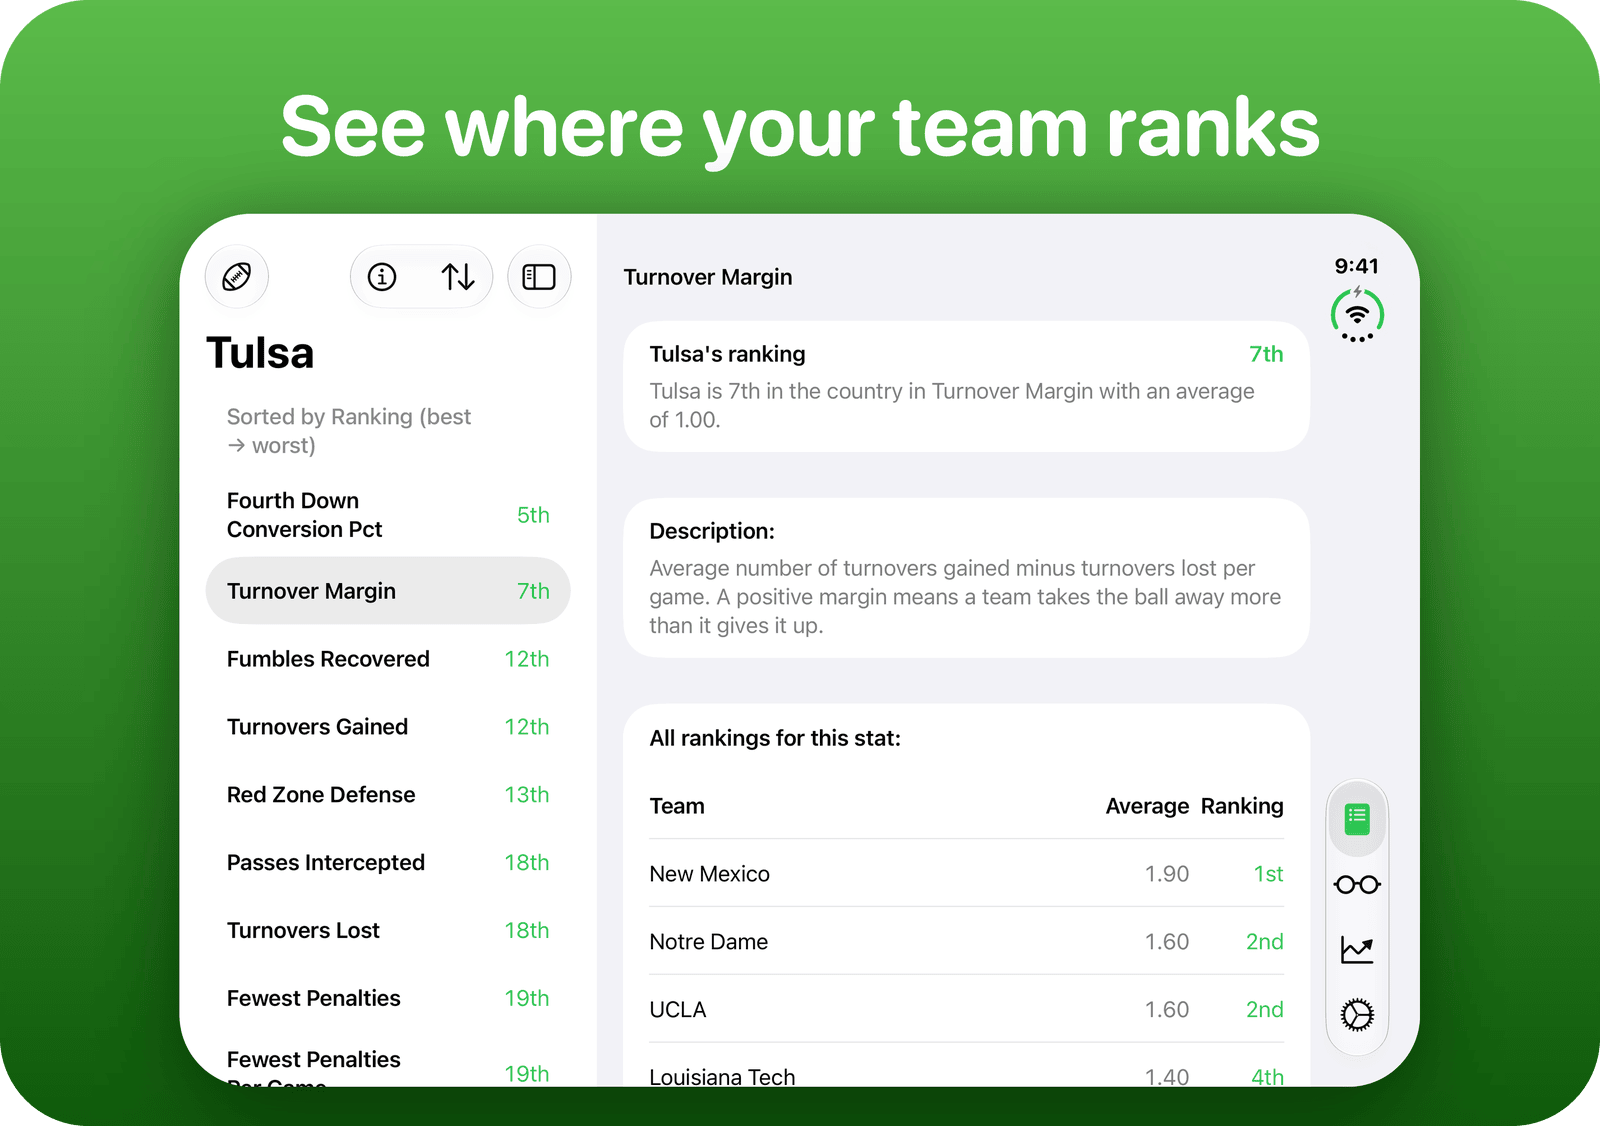 See where your team ranks
Tulsa
Sorted by Ranking (best
→ worst)
Fourth Down
Conversion Pct
5th
Turnover Margin 7th
Fumbles Recovered 12th
Turnovers Gained 12th
Red Zone Defense 13th
Passes Intercepted 18th
Turnovers Lost 18th
Fewest Penalties 19th
Fewest Penalties
Per Game
19th
Turnover Margin
9:41
Tulsa's ranking 7th
Tulsa is 7th in the country in Turnover Margin with an average
of 1.00.
Description:
Average number of turnovers gained minus turnovers lost per
game. A positive margin means a team takes the ball away more
than it gives it up.
All rankings for this stat:
Team Average Ranking
New Mexico 1.90 1st
Notre Dame 1.60 2nd
UCLA 1.60 2nd
Louisiana Tech 1.40 4th